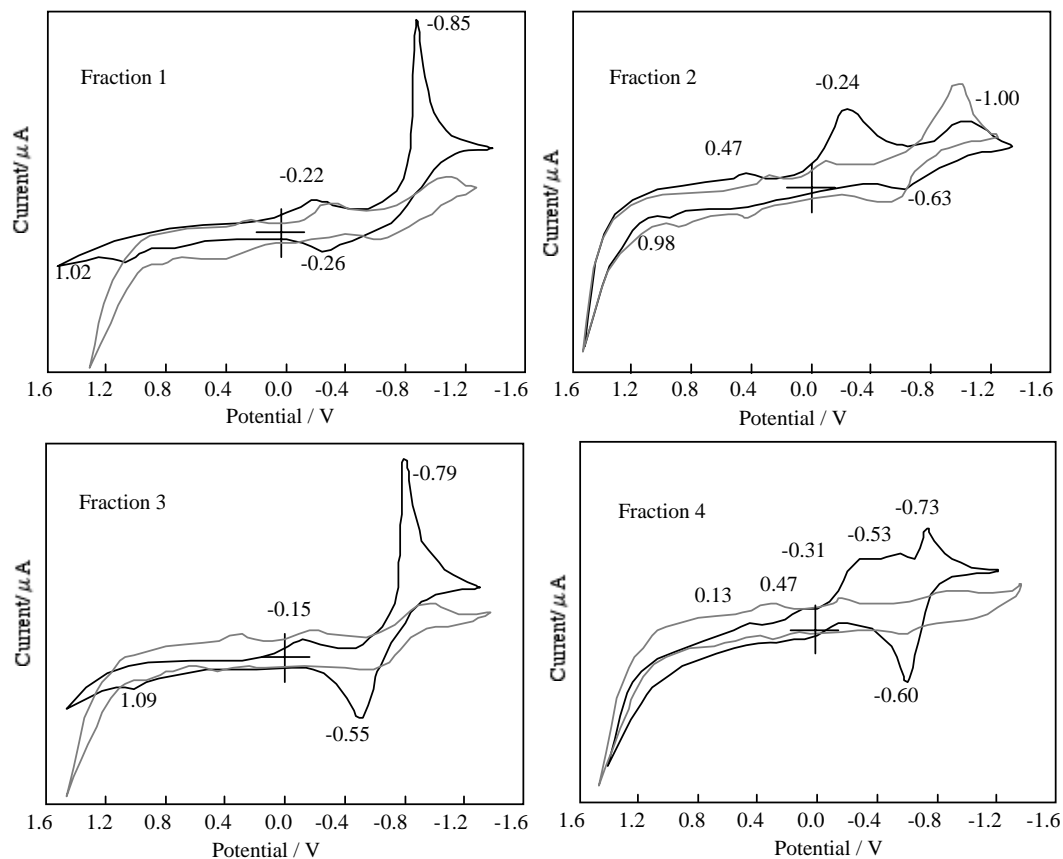 Fraction 1
-0.85
-0.22
-0.26
1.02
Current/μA
1.6 1.2 0.8 0.4 0.0 -0.4 -0.8 -1.2 -1.6
Potential / V
Fraction 2
-0.24
-1.00
0.47
-0.63
0.98
Current/μA
1.6 1.2 0.8 0.4 0.0 -0.4 -0.8 -1.2 -1.6
Potential / V
Fraction 3
-0.79
-0.15
1.09
-0.55
Current/μA
1.6 1.2 0.8 0.4 0.0 -0.4 -0.8 -1.2 -1.6
Potential / V
Fraction 4
-0.73
-0.53
-0.31
0.13
0.47
-0.60
Current/μA
1.6 1.2 0.8 0.4 0.0 -0.4 -0.8 -1.2 -1.6
Potential / V